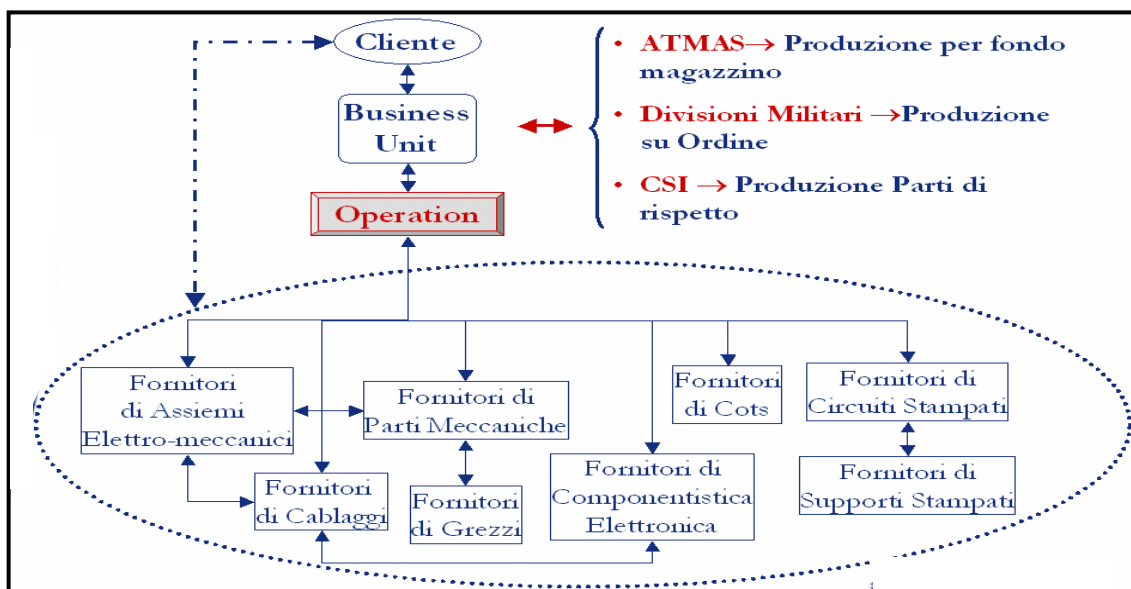 Cliente
Business
Unit
Operation
• ATMAS→ Produzione per fondo
magazzino
• Divisioni Militari →Produzione
su Ordine
• CSI → Produzione Parti di
rispetto
Fornitori
di Assiemi
Elettro-meccanici
Fornitori di
Parti Meccaniche
Fornitori
di Cots
Fornitori di
Circuiti Stampati
Fornitori
di Cablaggi
Fornitori
di Grezzi
Fornitori di
Componentistica
Elettronica
Fornitori di
Supporti Stampati